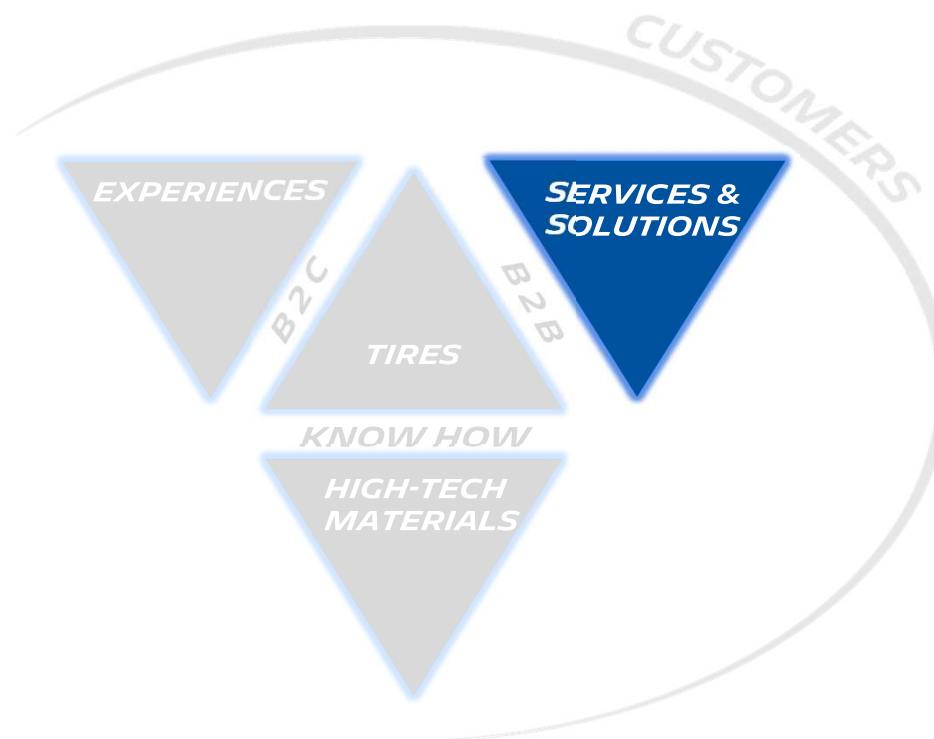 CUSTOMERS
EXPERIENCES
SERVICES &
SOLUTIONS
B2C
B2B
TIRES
KNOW HOW
HIGH-TECH
MATERIALS